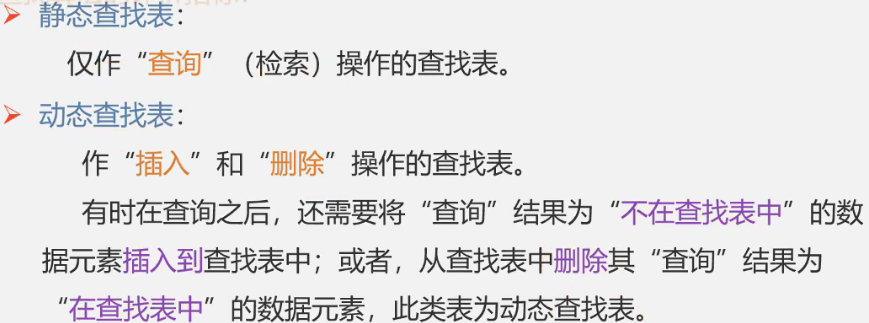 静态查找表：
仅作“查询”（检索）操作的查找表。
动态查找表：
作“插入”和“删除”操作的查找表。
有时在查询之后，还需要将“查询”结果为“不在查找表中”的数
据元素插入到查找表中；或者，从查找表中删除其“查询”结果为
“在查找表中”的数据元素，此类表为动态查找表。